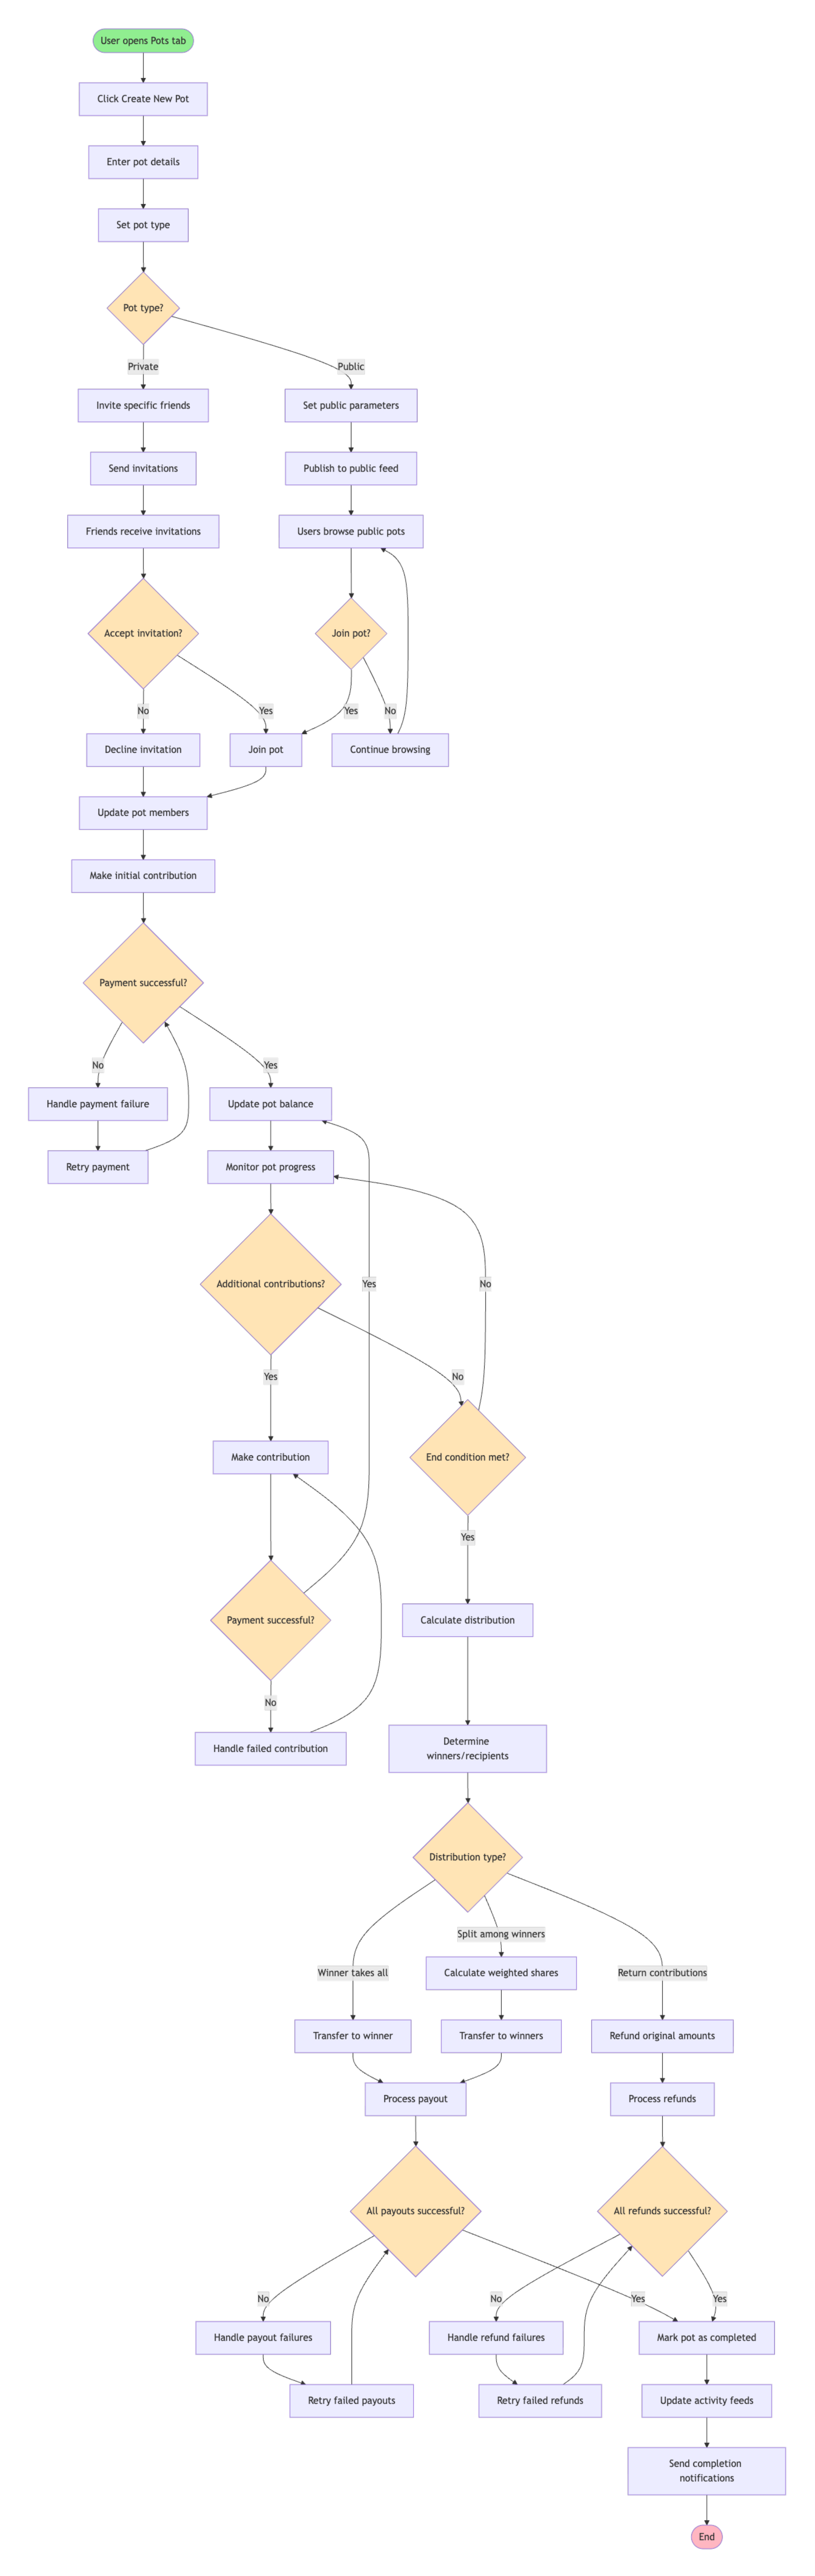 User opens Pots tab
Click Create New Pot
Enter pot details
Set pot type
Pot type?
Private
Public
Invite specific friends
Set public parameters
Send invitations
Publish to public feed
Friends receive invitations
Users browse public pots
Accept invitation?
Join pot?
No
Yes
Yes
No
Decline invitation
Join pot
Continue browsing
Update pot members
Make initial contribution
Payment successful?
No
Yes
Handle payment failure
Update pot balance
Retry payment
Monitor pot progress
Additional contributions?
Yes
No
Yes
No
Make contribution
End condition met?
Yes
Payment successful?
Calculate distribution
No
Handle failed contribution
Determine
winners/recipients
Distribution type?
Split among winners
Winner takes all
Calculate weighted shares
Return contributions
Transfer to winner
Transfer to winners
Refund original amounts
Process payout
Process refunds
All payouts successful?
All refunds successful?
No
No
Yes
Yes
Handle payout failures
Handle refund failures
Mark pot as completed
Retry failed payouts
Retry failed refunds
Update activity feeds
Send completion
notifications
End